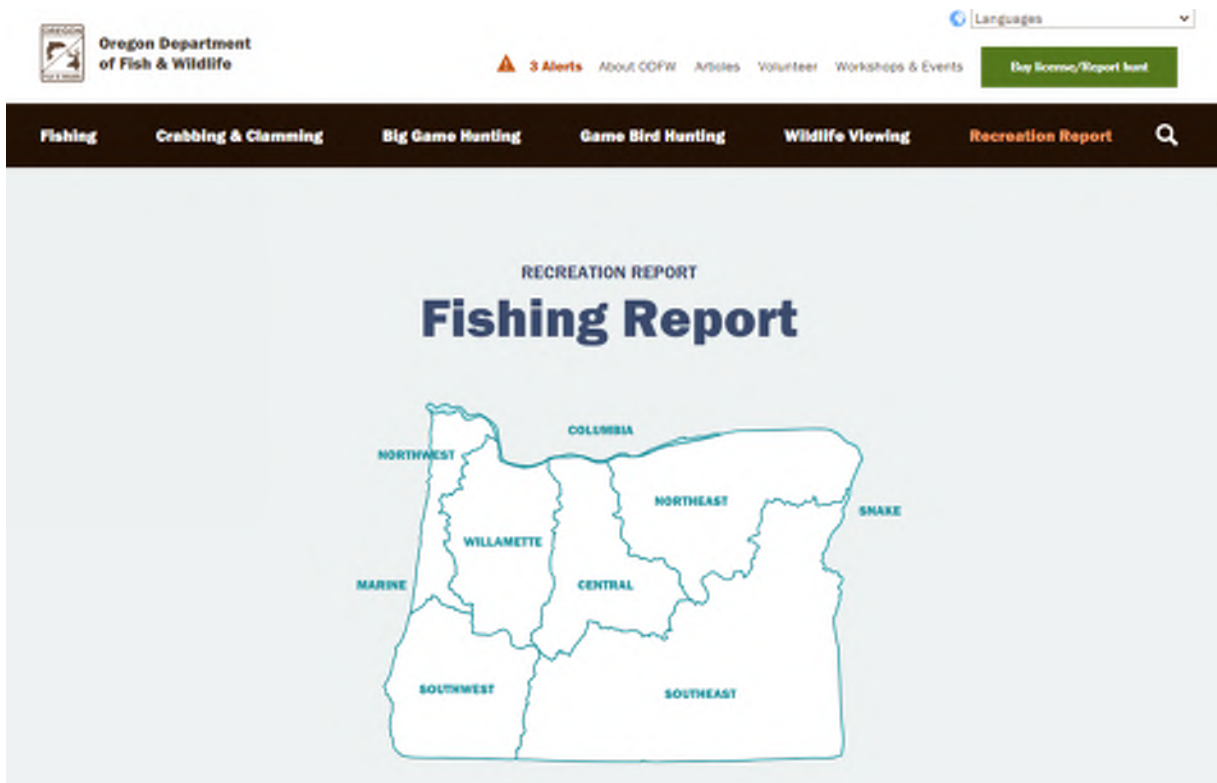 Languages
OREGON
Oregon Department
of Fish & Wildlife
3 Alerts About ODFW Articles Volunteer Workshops & Events
Buy license/Report hunt
Fishing Crabbing & Clamming Big Game Hunting Game Bird Hunting Wildlife Viewing Recreation Report
RECREATION REPORT
Fishing Report
COLUMBIA
NORTHWEST
NORTHEAST
SNAKE
WILLAMETTE
MARINE
CENTRAL
SOUTHWEST
SOUTHEAST